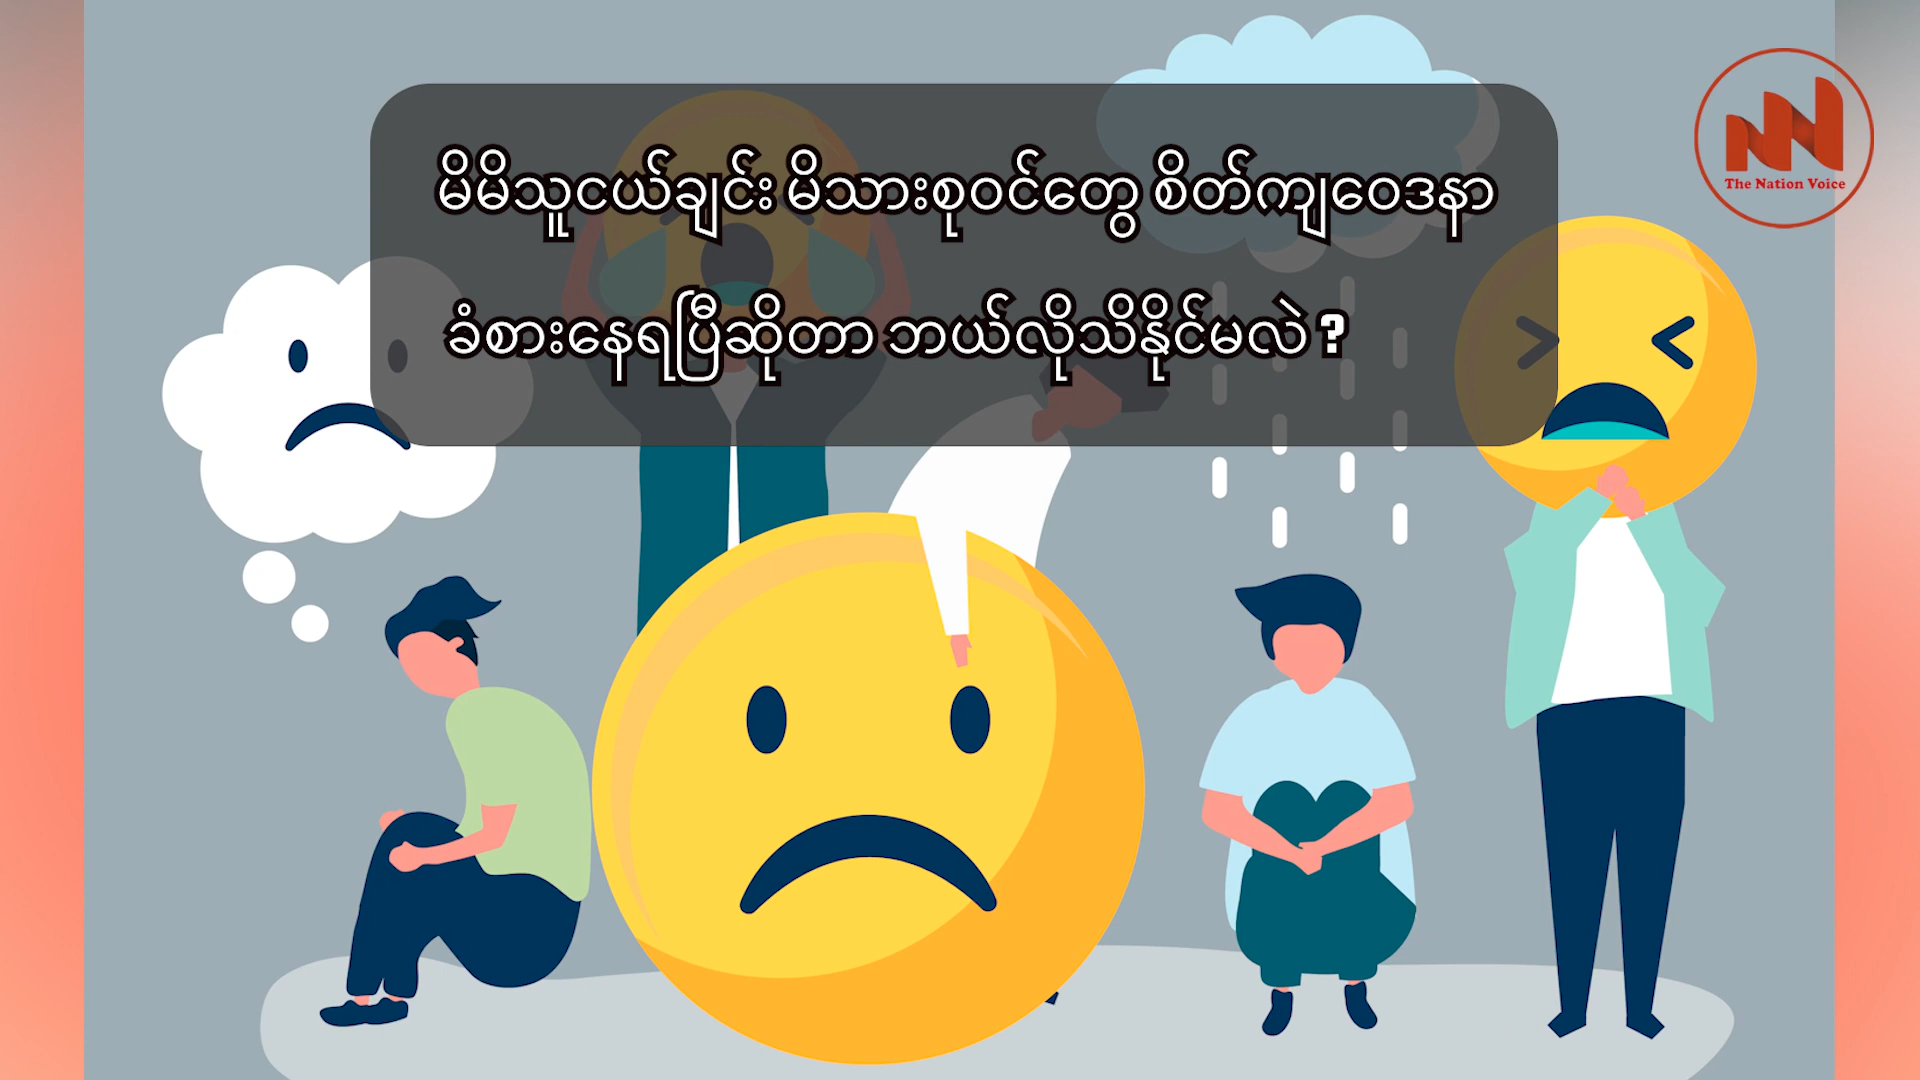 မိမိသူငယ်ချင်း မိသားစုဝင်တွေ စိတ်ကျဝေဒနာ
ခံစားနေရပြီဆိုတာ ဘယ်လိုသိနိုင်မလဲ ?
The Nation Voice